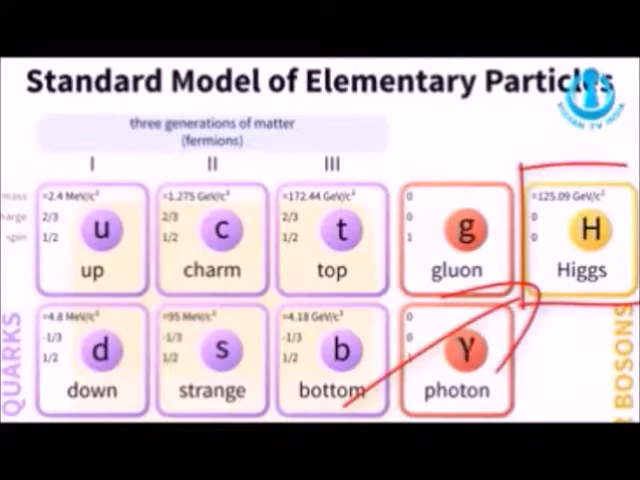 Standard Model of Elementary Particles
VIGYAN TV INDIA
three generations of matter
(fermions)
I II III
mass ≈2.4 MeV/c² ≈1.275 GeV/c² ≈172.44 GeV/c² 0 ≈125.09 GeV/c²
charge 2/3 2/3 2/3 0 0
spin 1/2 1/2 1/2 1 0
u c t g H
up charm top gluon Higgs
≈4.8 MeV/c² ≈95 MeV/c² ≈4.18 GeV/c² 0
-1/3 -1/3 -1/3 0
1/2 1/2 1/2
d s b γ
down strange bottom photon
QUARKS
BOSONS